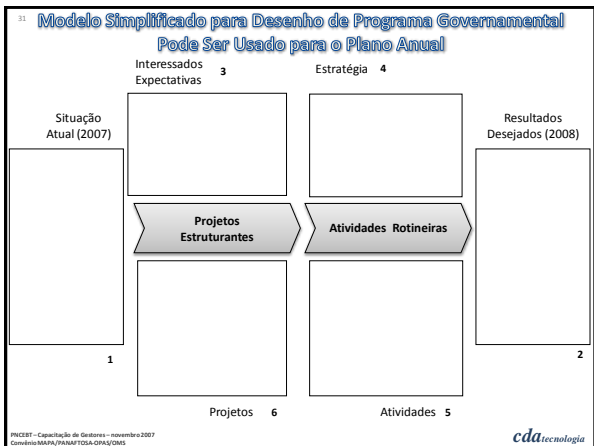 31
Modelo Simplificado para Desenho de Programa Governamental
Pode Ser Usado para o Plano Anual
Interessados
Expectativas
3
Estratégia 4
Situação
Atual (2007)
Resultados
Desejados (2008)
Projetos
Estruturantes
Atividades Rotineiras
1
2
Projetos 6
Atividades 5
PNCEBT – Capacitação de Gestores – novembro 2007
Convênio MAPA/PANAFTOSA-OPAS/OMS
cdatecnologia